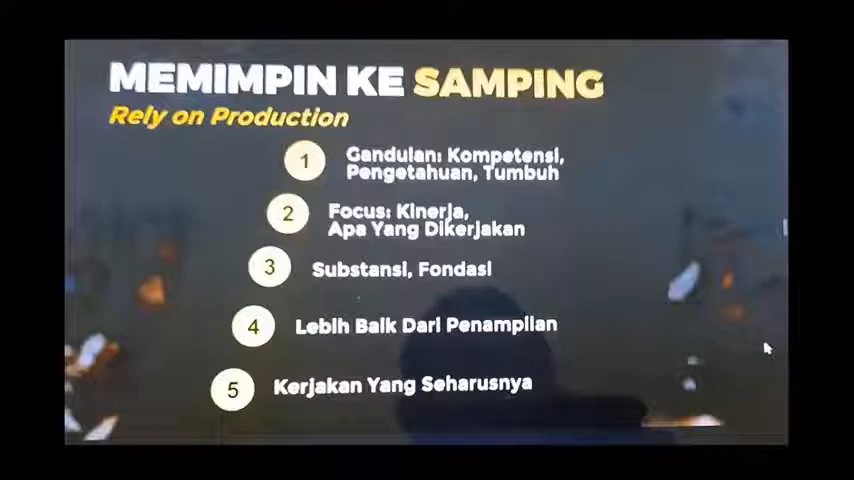 MEMIMPIN KE SAMPING
Rely on Production
1
Gandulan: Kompetensi,
Pengetahuan, Tumbuh
2
Focus: Kinerja,
Apa Yang Dikerjakan
3
Substansi, Fondasi
4
Lebih Baik Dari Penampilan
5
Kerjakan Yang Seharusnya